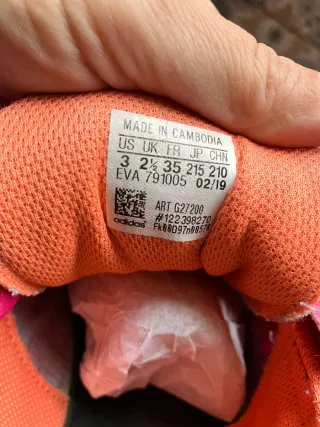 MADE IN CAMBODIA
US UK FR JP CHN
3 2½ 35 215 210
EVA 791005 02/19
ART G27200
#122398270
adidas